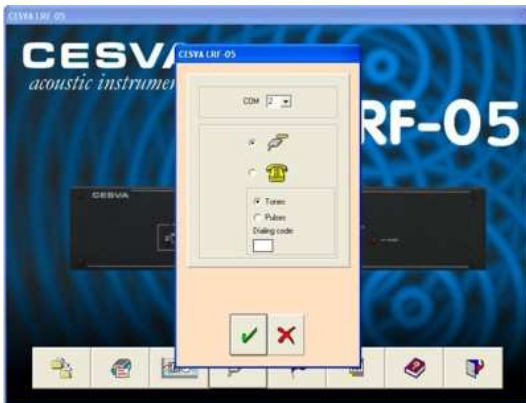 CESVA LRF-05
CESVA LRF-05
CESVA
acoustic instrumen
RF-05
COM 2
Tones
Pulses
Dialing code
CESVA